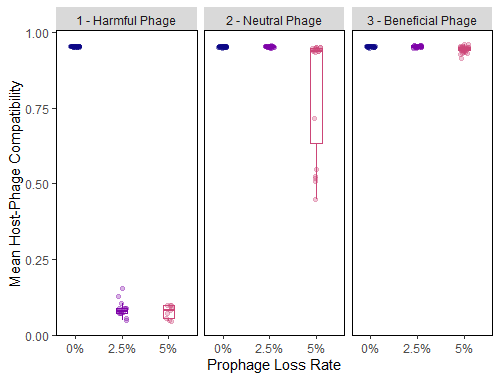 1 - Harmful Phage
2 - Neutral Phage
3 - Beneficial Phage
Mean Host-Phage Compatibility
1.00
0.75
0.50
0.25
0.00
0% 2.5% 5%
0% 2.5% 5%
0% 2.5% 5%
Prophage Loss Rate